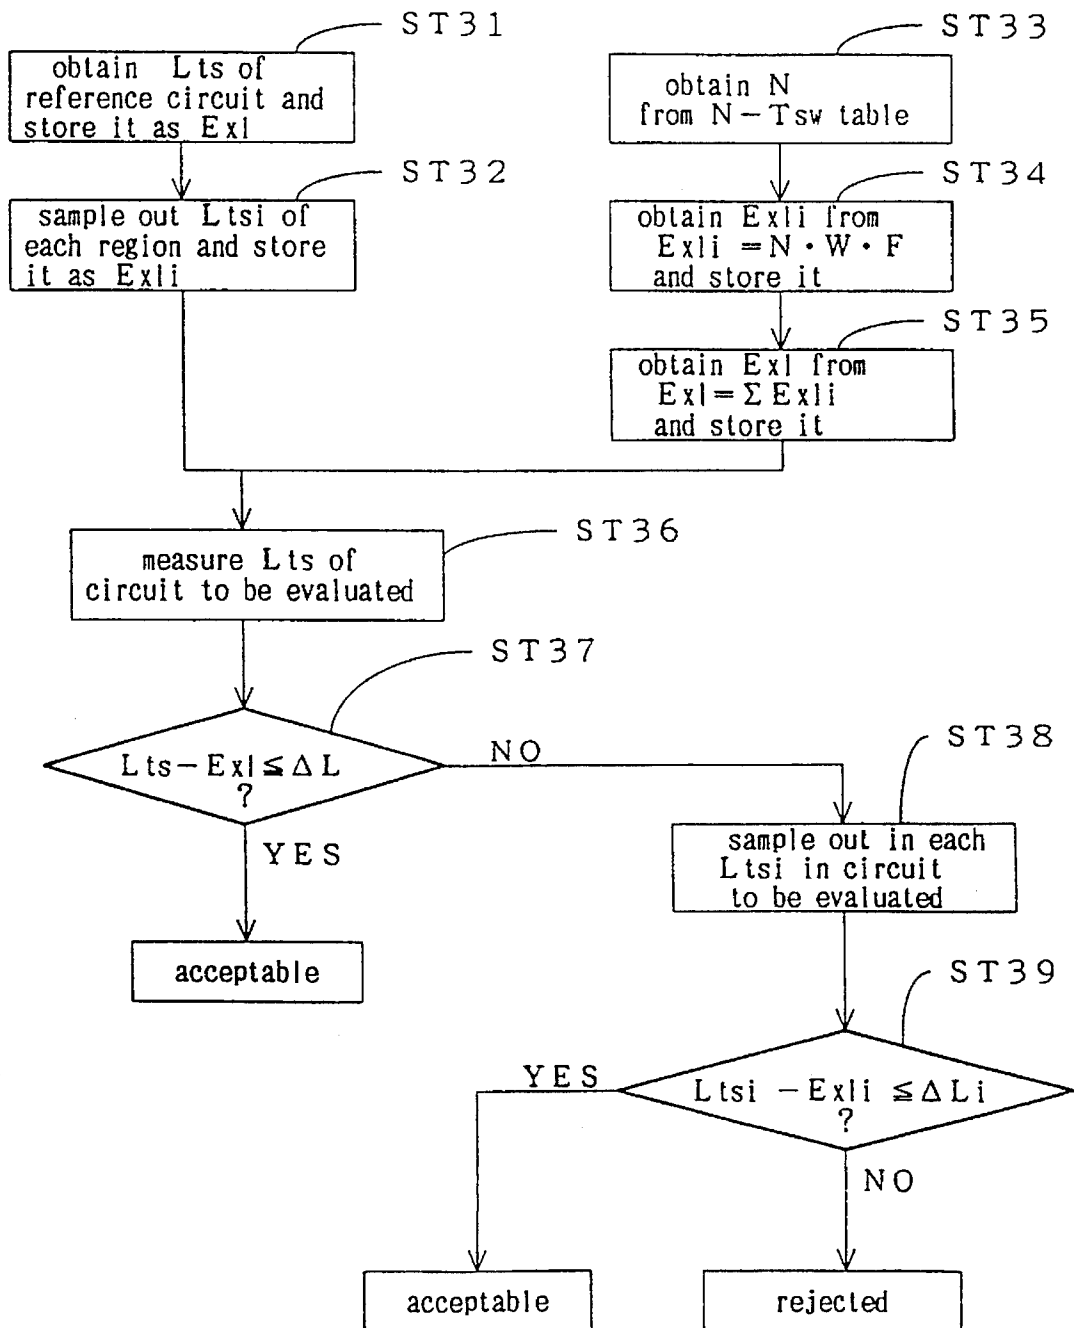 ST31
obtain Lts of
reference circuit and
store it as Exl
ST32
sample out Ltsi of
each region and store
it as Exli
ST33
obtain N
from N-Tsw table
ST34
obtain Exli from
Exli = N・W・F
and store it
ST35
obtain Exl from
Exl = Σ Exli
and store it
ST36
measure Lts of
circuit to be evaluated
ST37
Lts-Exl≦ΔL
?
NO
YES
acceptable
ST38
sample out in each
Ltsi in circuit
to be evaluated
ST39
Ltsi -Exli ≦ΔLi
?
YES
NO
acceptable
rejected